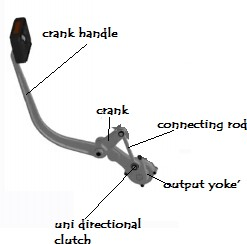 crank handle
crank
connecting rod
output yoke'
uni directional
clutch